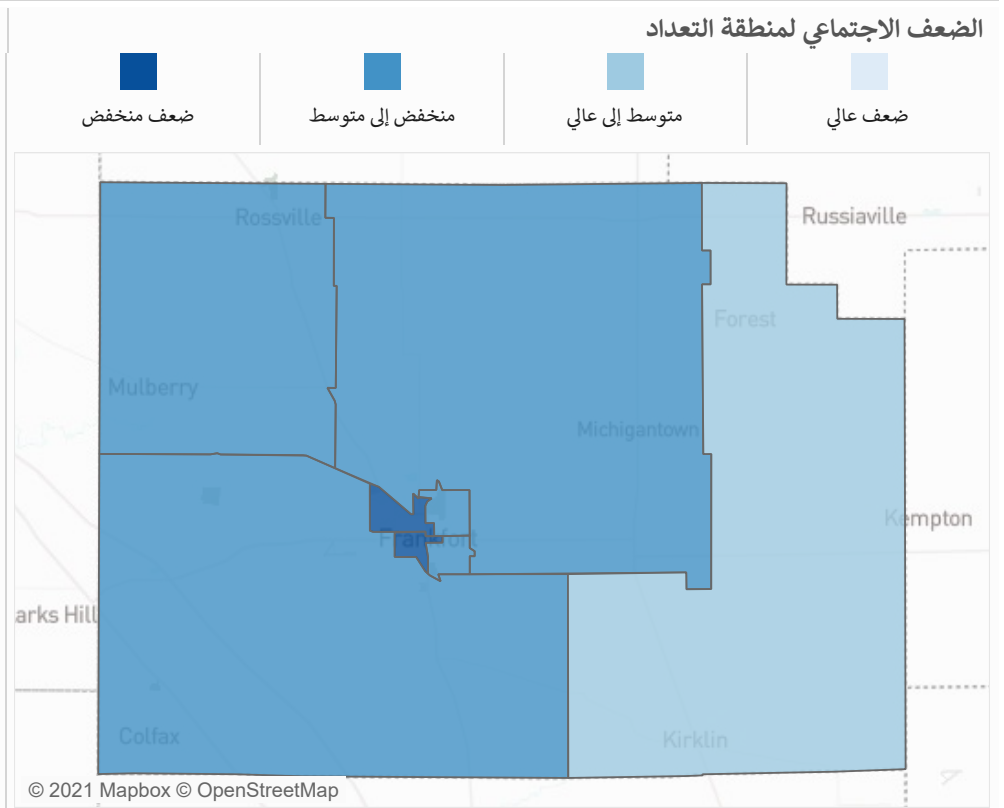 الضعف الاجتماعي لمنطقة التعداد
ضعف عالي
متوسط إلى عالي
منخفض إلى متوسط
ضعف منخفض
Rossville
Russiaville
Forest
Mulberry
Michigantown
Kempton
Frankfort
arks Hill
Colfax
Kirklin
© 2021 Mapbox © OpenStreetMap